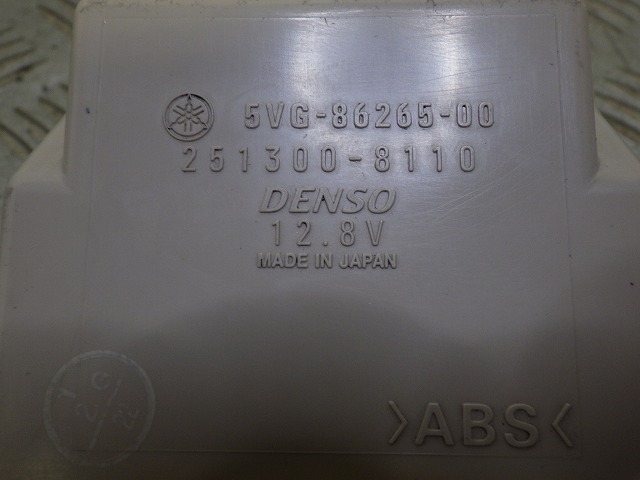 5VG-86265-00
251300-8110
DENSO
12.8V
MADE IN JAPAN
>ABS<